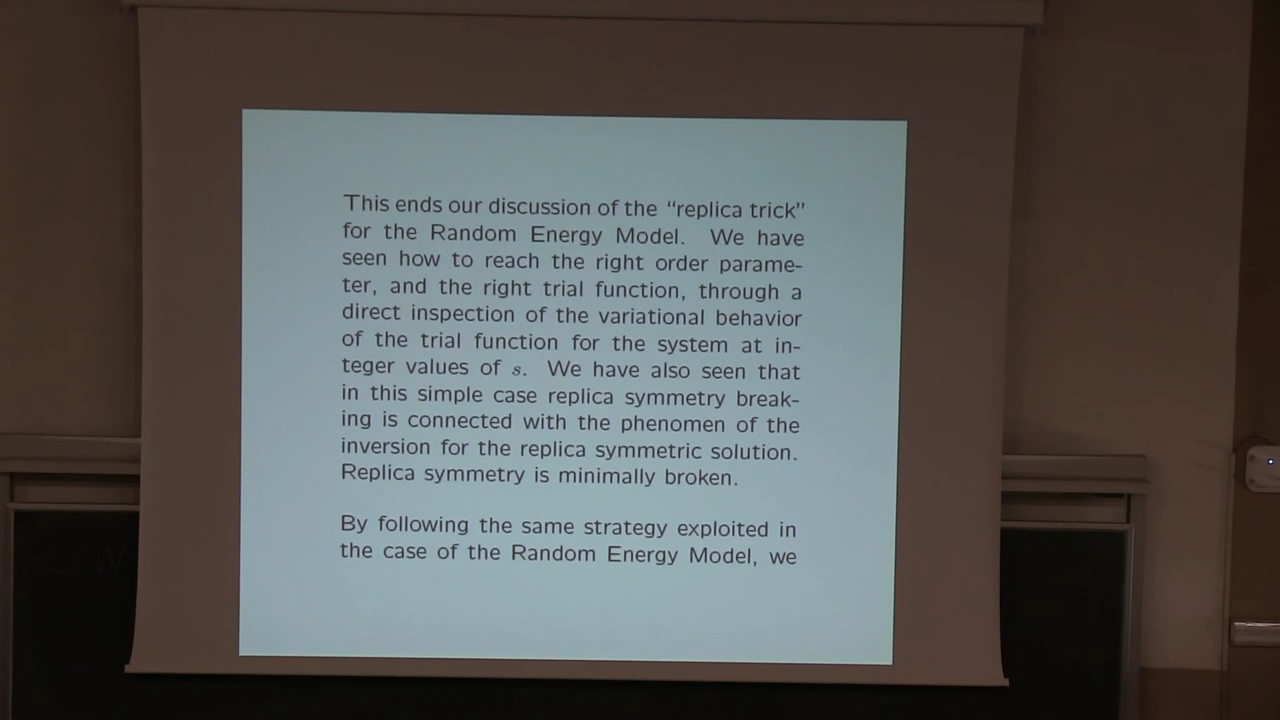 This ends our discussion of the “replica trick”
for the Random Energy Model. We have
seen how to reach the right order parame-
ter, and the right trial function, through a
direct inspection of the variational behavior
of the trial function for the system at in-
teger values of s. We have also seen that
in this simple case replica symmetry break-
ing is connected with the phenomen of the
inversion for the replica symmetric solution.
Replica symmetry is minimally broken.
By following the same strategy exploited in
the case of the Random Energy Model, we